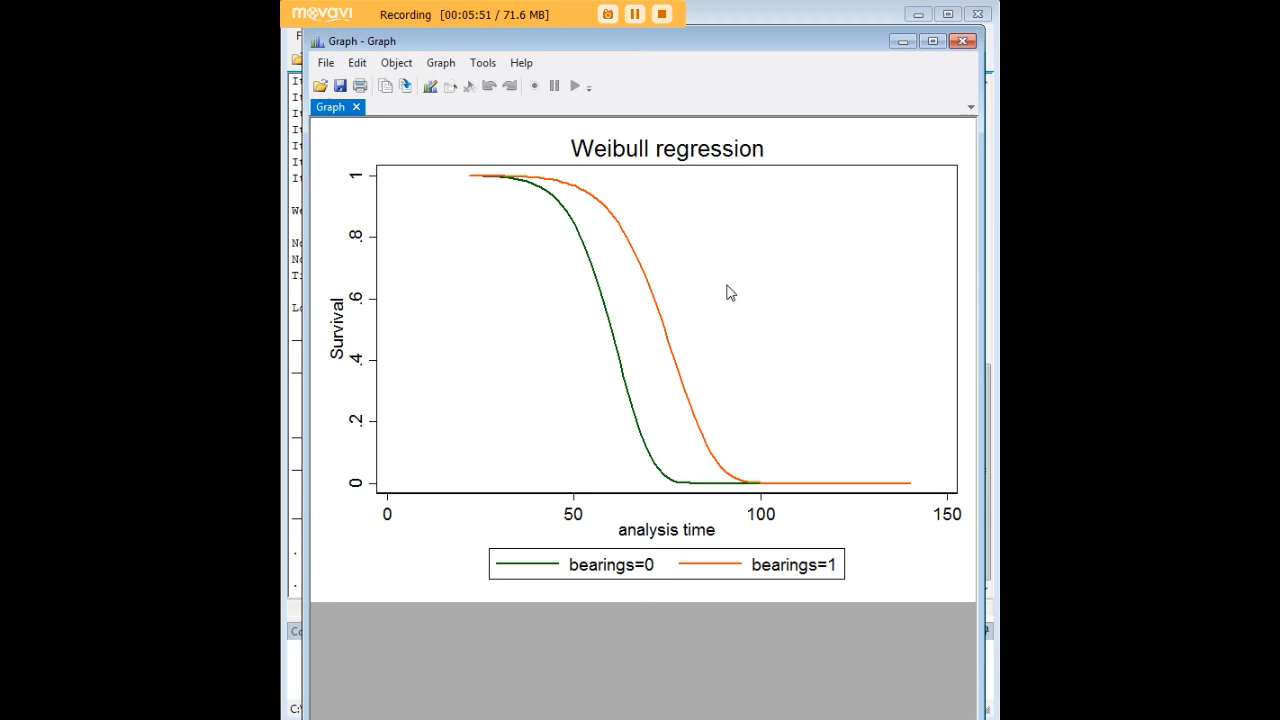 movavi Recording [00:05:51 / 71.6 MB]
Graph - Graph
File Edit Object Graph Tools Help
Graph
Weibull regression
Survival
1
.8
.6
.4
.2
0
0 50 100 150
analysis time
bearings=0 bearings=1